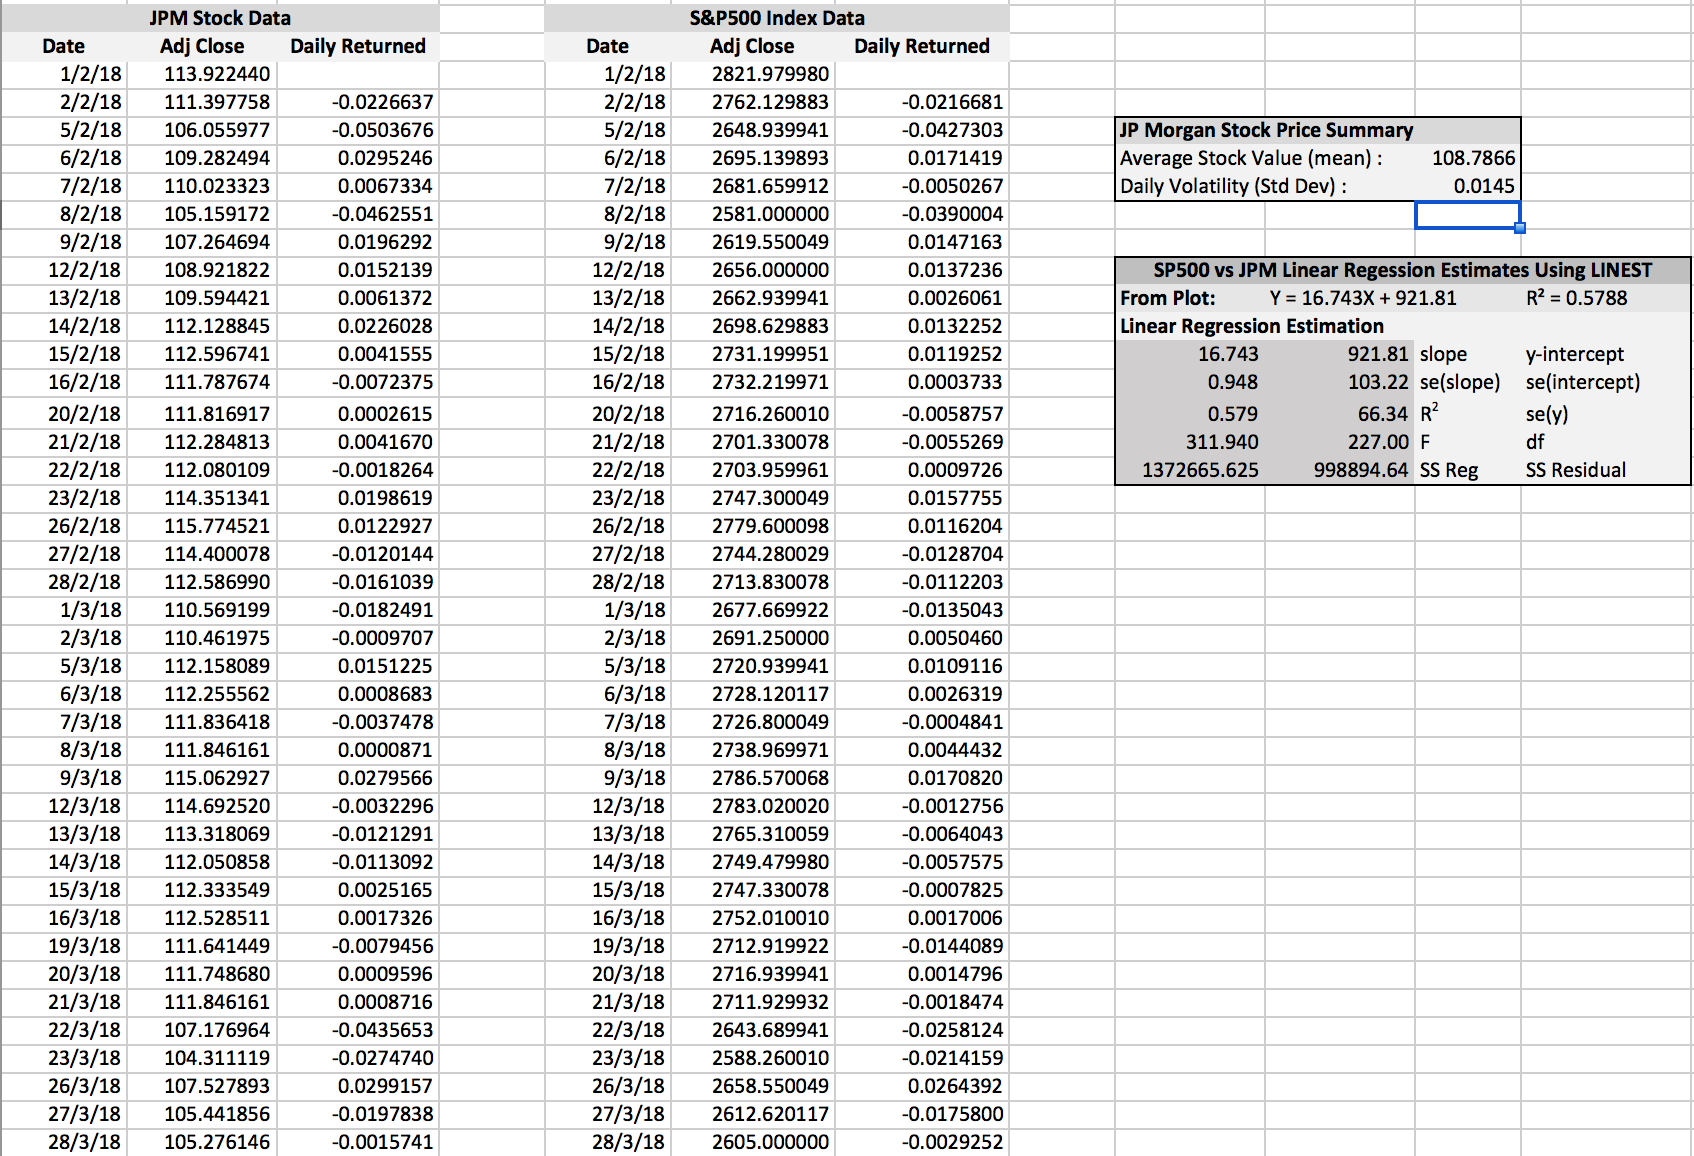 JPM Stock Data S&P500 Index Data
Date Adj Close Daily Returned Date Adj Close Daily Returned
1/2/18 113.922440 1/2/18 2821.979980
2/2/18 111.397758 -0.0226637 2/2/18 2762.129883 -0.0216681
5/2/18 106.055977 -0.0503676 5/2/18 2648.939941 -0.0427303 JP Morgan Stock Price Summary
6/2/18 109.282494 0.0295246 6/2/18 2695.139893 0.0171419 Average Stock Value (mean) : 108.7866
7/2/18 110.023323 0.0067334 7/2/18 2681.659912 -0.0050267 Daily Volatility (Std Dev) : 0.0145
8/2/18 105.159172 -0.0462551 8/2/18 2581.000000 -0.0390004
9/2/18 107.264694 0.0196292 9/2/18 2619.550049 0.0147163
12/2/18 108.921822 0.0152139 12/2/18 2656.000000 0.0137236 SP500 vs JPM Linear Regession Estimates Using LINEST
13/2/18 109.594421 0.0061372 13/2/18 2662.939941 0.0026061 From Plot: Y = 16.743X + 921.81 R² = 0.5788
14/2/18 112.128845 0.0226028 14/2/18 2698.629883 0.0132252 Linear Regression Estimation
15/2/18 112.596741 0.0041555 15/2/18 2731.199951 0.0119252 16.743 921.81 slope y-intercept
16/2/18 111.787674 -0.0072375 16/2/18 2732.219971 0.0003733 0.948 103.22 se(slope) se(intercept)
20/2/18 111.816917 0.0002615 20/2/18 2716.260010 -0.0058757 0.579 66.34 R² se(y)
21/2/18 112.284813 0.0041670 21/2/18 2701.330078 -0.0055269 311.940 227.00 F df
22/2/18 112.080109 -0.0018264 22/2/18 2703.959961 0.0009726 1372665.625 998894.64 SS Reg SS Residual
23/2/18 114.351341 0.0198619 23/2/18 2747.300049 0.0157755
26/2/18 115.774521 0.0122927 26/2/18 2779.600098 0.0116204
27/2/18 114.400078 -0.0120144 27/2/18 2744.280029 -0.0128704
28/2/18 112.586990 -0.0161039 28/2/18 2713.830078 -0.0112203
1/3/18 110.569199 -0.0182491 1/3/18 2677.669922 -0.0135043
2/3/18 110.461975 -0.0009707 2/3/18 2691.250000 0.0050460
5/3/18 112.158089 0.0151225 5/3/18 2720.939941 0.0109116
6/3/18 112.255562 0.0008683 6/3/18 2728.120117 0.0026319
7/3/18 111.836418 -0.0037478 7/3/18 2726.800049 -0.0004841
8/3/18 111.846161 0.0000871 8/3/18 2738.969971 0.0044432
9/3/18 115.062927 0.0279566 9/3/18 2786.570068 0.0170820
12/3/18 114.692520 -0.0032296 12/3/18 2783.020020 -0.0012756
13/3/18 113.318069 -0.0121291 13/3/18 2765.310059 -0.0064043
14/3/18 112.050858 -0.0113092 14/3/18 2749.479980 -0.0057575
15/3/18 112.333549 0.0025165 15/3/18 2747.330078 -0.0007825
16/3/18 112.528511 0.0017326 16/3/18 2752.010010 0.0017006
19/3/18 111.641449 -0.0079456 19/3/18 2712.919922 -0.0144089
20/3/18 111.748680 0.0009596 20/3/18 2716.939941 0.0014796
21/3/18 111.846161 0.0008716 21/3/18 2711.929932 -0.0018474
22/3/18 107.176964 -0.0435653 22/3/18 2643.689941 -0.0258124
23/3/18 104.311119 -0.0274740 23/3/18 2588.260010 -0.0214159
26/3/18 107.527893 0.0299157 26/3/18 2658.550049 0.0264392
27/3/18 105.441856 -0.0197838 27/3/18 2612.620117 -0.0175800
28/3/18 105.276146 -0.0015741 28/3/18 2605.000000 -0.0029252